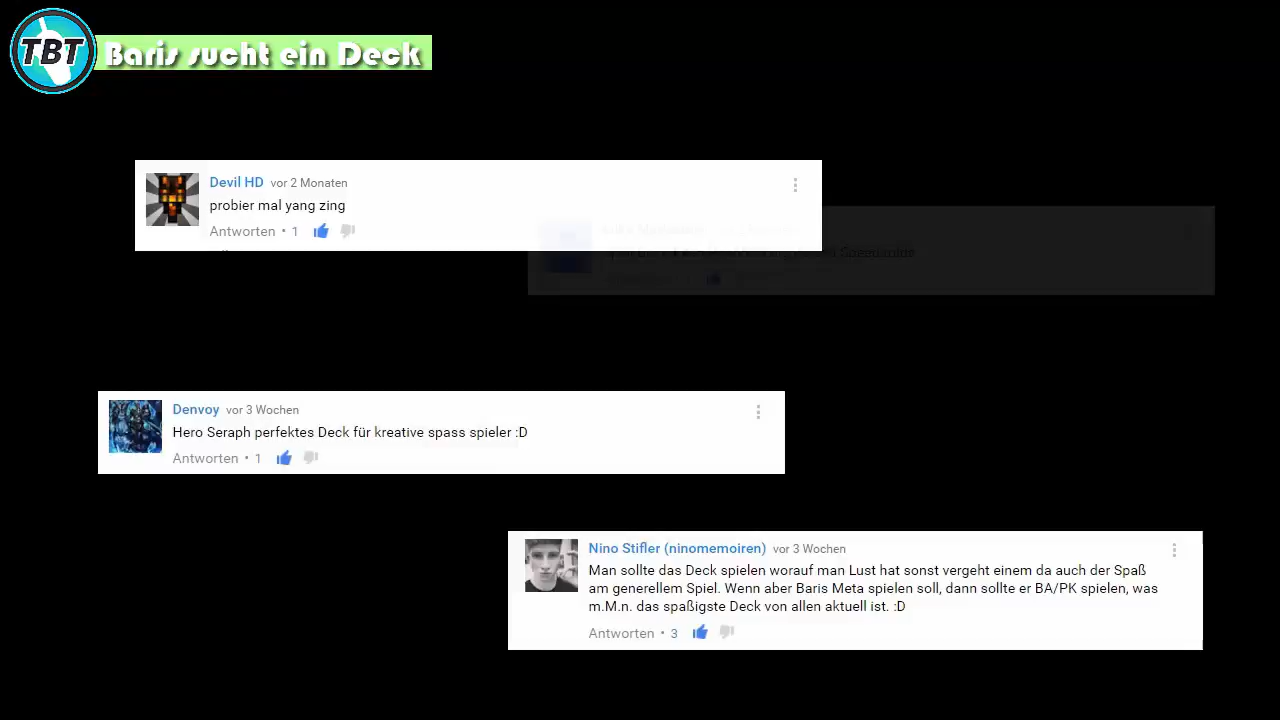 TBT
Baris sucht ein Deck
Devil HD vor 2 Monaten
probier mal yang zing
Antworten • 1
Denvoy vor 3 Wochen
Hero Seraph perfektes Deck für kreative spass spieler :D
Antworten • 1
Nino Stifler (ninomemoiren) vor 3 Wochen
Man sollte das Deck spielen worauf man Lust hat sonst vergeht einem da auch der Spaß
am generellem Spiel. Wenn aber Baris Meta spielen soll, dann sollte er BA/PK spielen, was
m.M.n. das spaßigste Deck von allen aktuell ist. :D
Antworten • 3